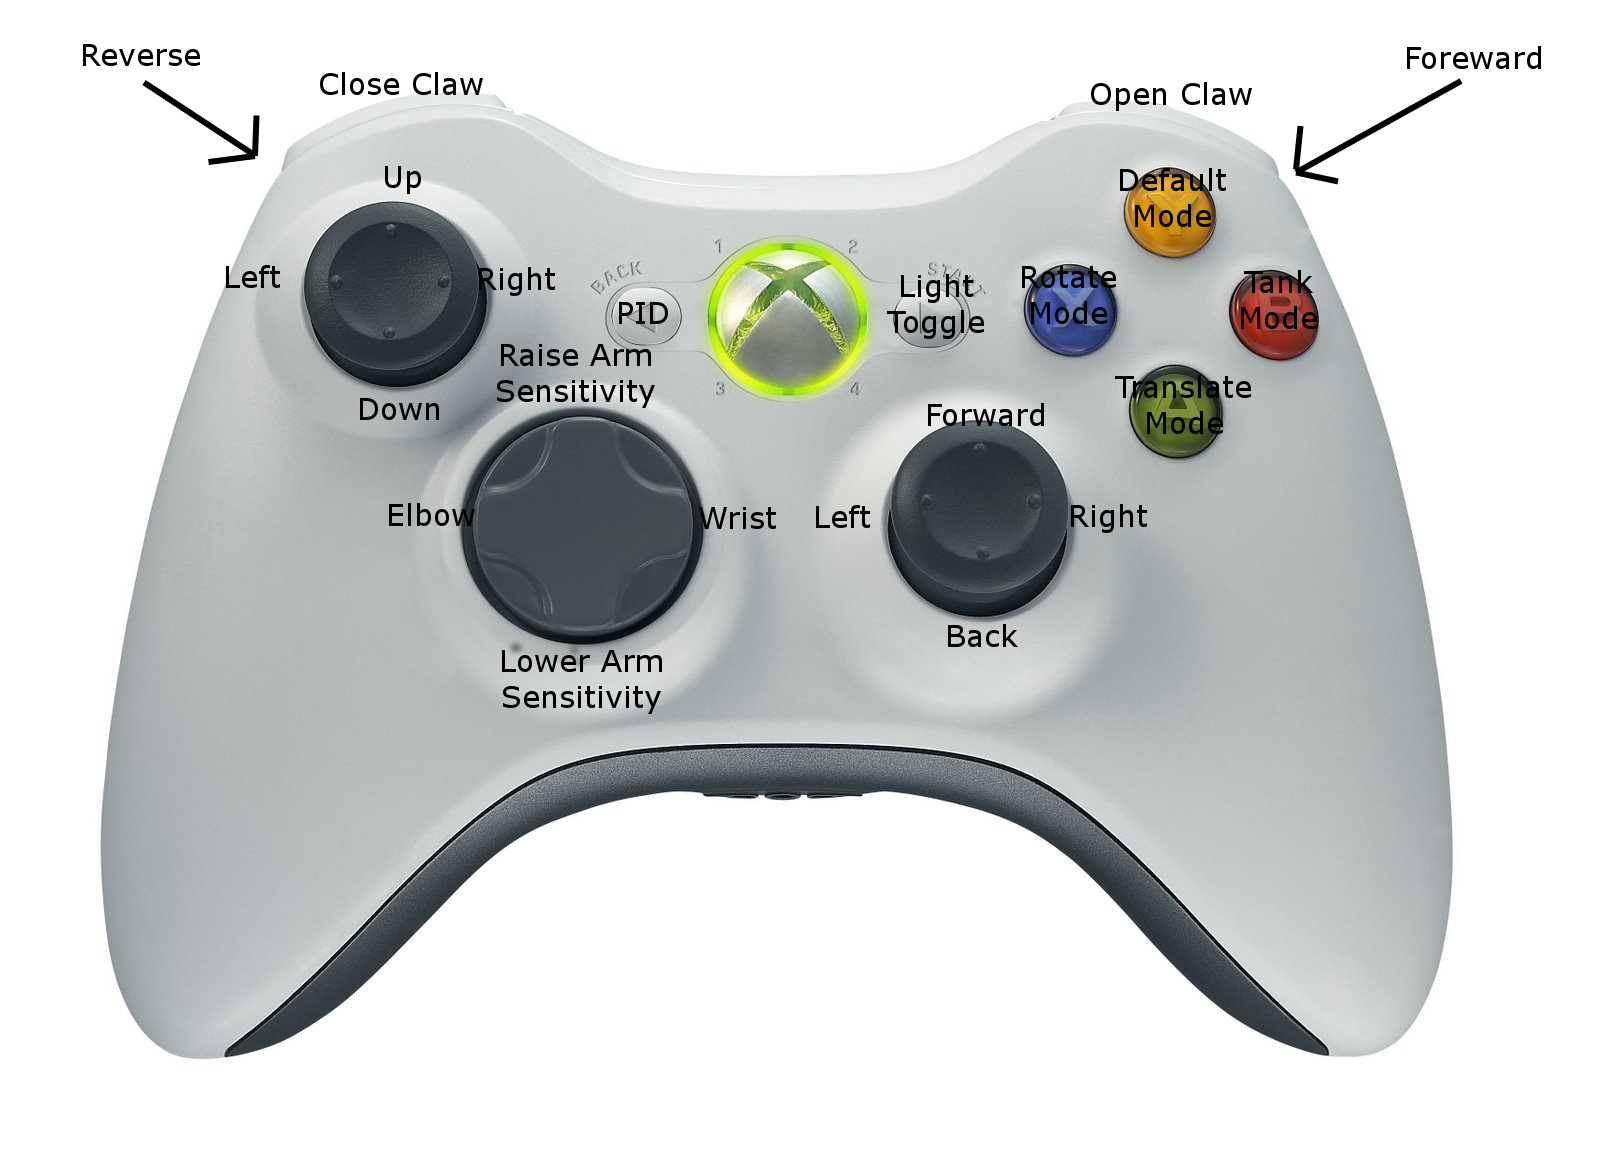 Reverse
Foreward
Close Claw
Open Claw
Up
Default
Mode
Y
1
2
BACK
START
Left
Right
PID
Light
Toggle
Rotate
Mode
Tank
Mode
B
Raise Arm
Sensitivity
3
4
Down
Translate
Mode
A
Forward
Elbow
Wrist
Left
Right
Back
Lower Arm
Sensitivity